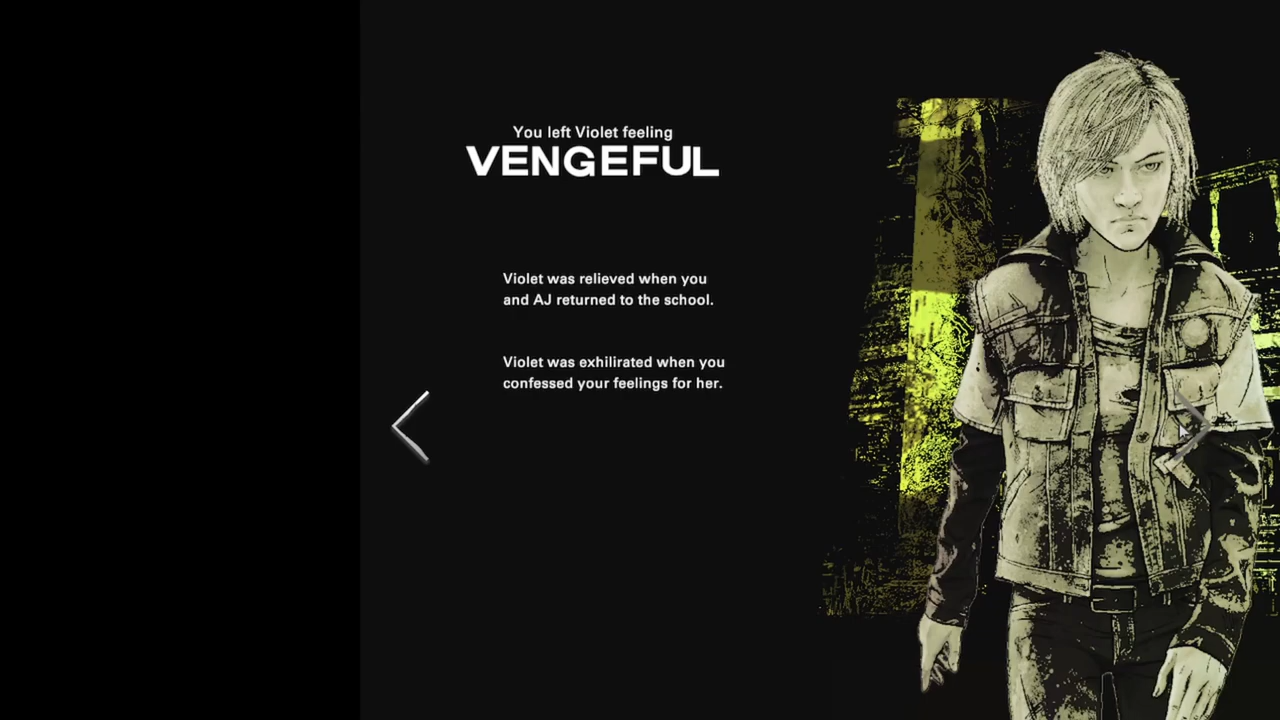 You left Violet feeling
VENGEFUL
Violet was relieved when you
and AJ returned to the school.
Violet was exhilirated when you
confessed your feelings for her.